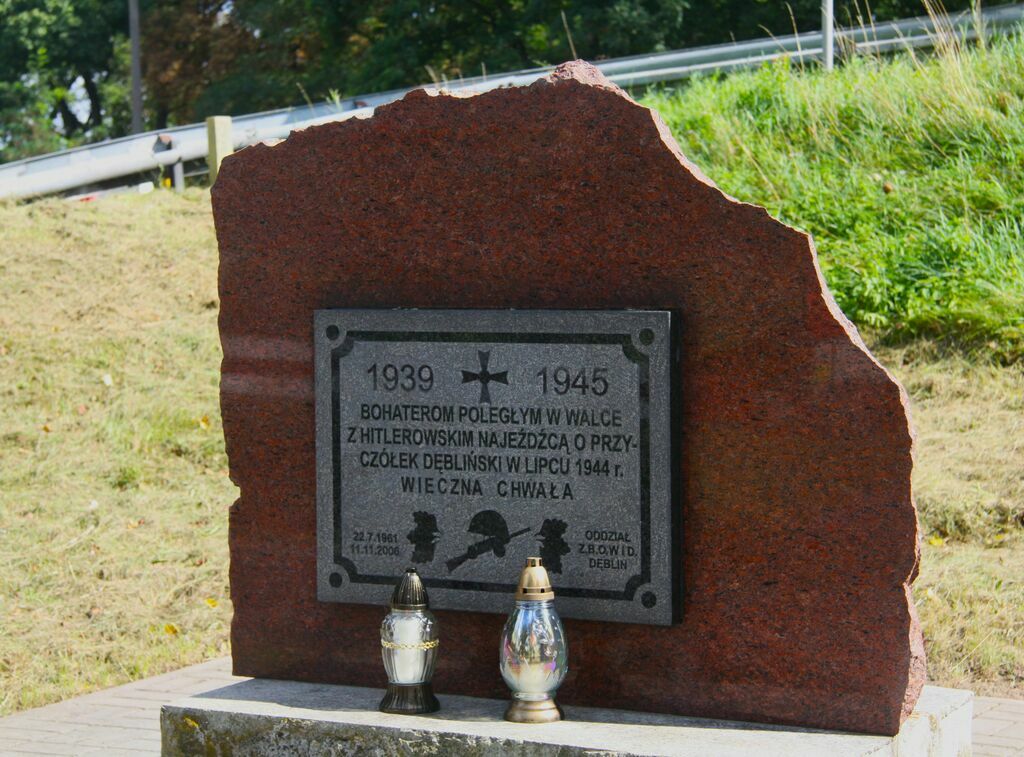 1939 1945
BOHATEROM POLEGŁYM W WALCE
Z HITLEROWSKIM NAJEŹDŹCĄ O PRZY-
CZÓŁEK DĘBLIŃSKI W LIPCU 1944 r.
WIECZNA CHWAŁA
22.7.1961
11.11.2006
ODDZIAŁ
Z.B.O.W i D.
DĘBLIN